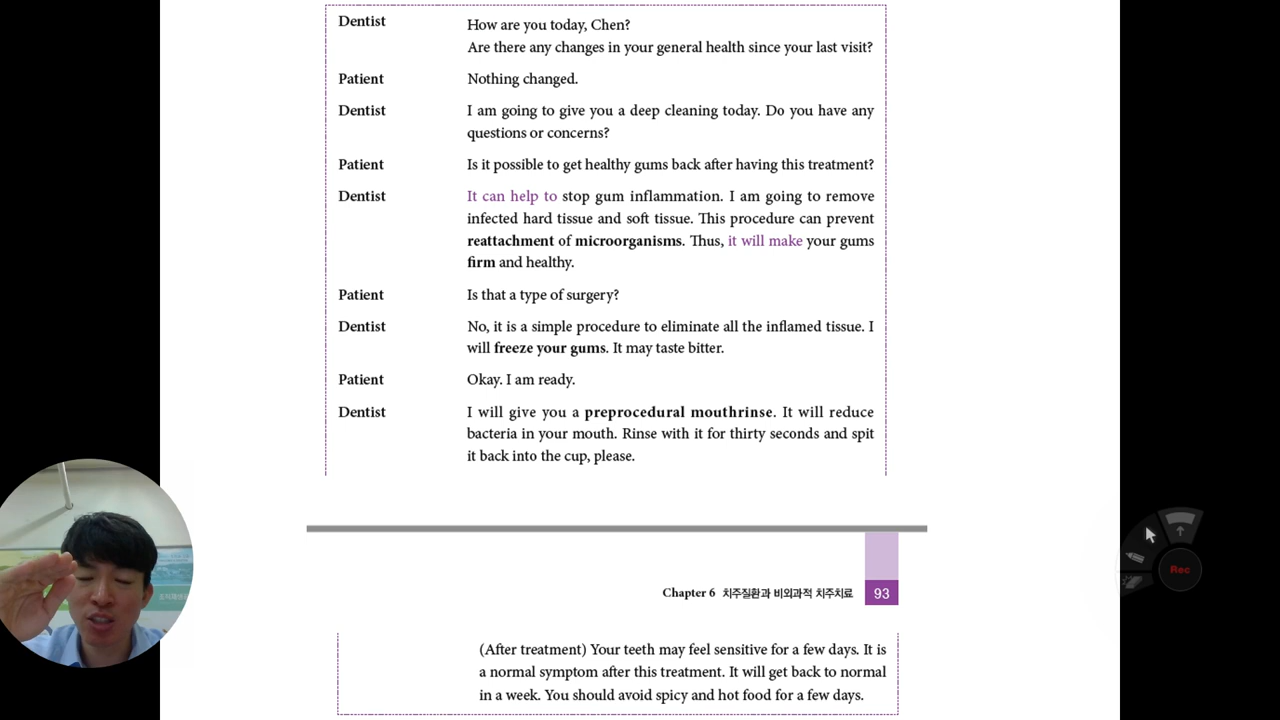 Dentist How are you today, Chen?
Are there any changes in your general health since your last visit?
Patient Nothing changed.
Dentist I am going to give you a deep cleaning today. Do you have any
questions or concerns?
Patient Is it possible to get healthy gums back after having this treatment?
Dentist It can help to stop gum inflammation. I am going to remove
infected hard tissue and soft tissue. This procedure can prevent
reattachment of microorganisms. Thus, it will make your gums
firm and healthy.
Patient Is that a type of surgery?
Dentist No, it is a simple procedure to eliminate all the inflamed tissue. I
will freeze your gums. It may taste bitter.
Patient Okay. I am ready.
Dentist I will give you a preprocedural mouthrinse. It will reduce
bacteria in your mouth. Rinse with it for thirty seconds and spit
it back into the cup, please.
Rec
Chapter 6 치주질환과 비외과적 치주치료 93
(After treatment) Your teeth may feel sensitive for a few days. It is
a normal symptom after this treatment. It will get back to normal
in a week. You should avoid spicy and hot food for a few days.